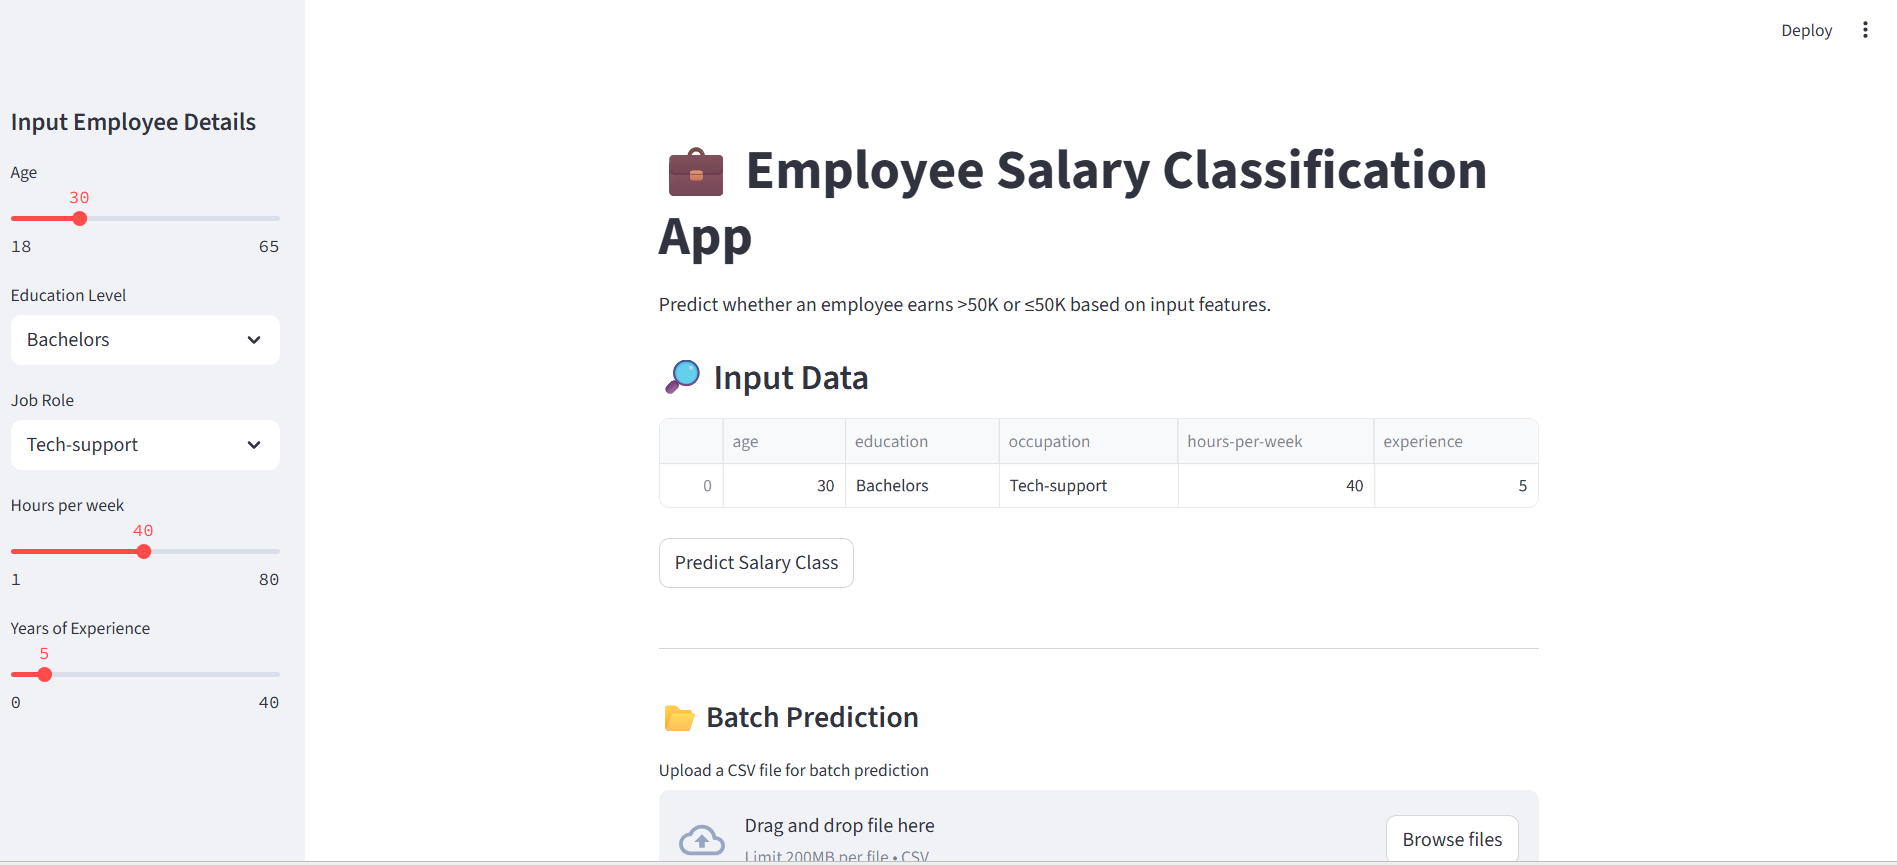 Deploy
Input Employee Details
Age
30
18 65
Education Level
Bachelors
Job Role
Tech-support
Hours per week
40
1 80
Years of Experience
5
0 40
Employee Salary Classification
App
Predict whether an employee earns >50K or ≤50K based on input features.
Input Data
age education occupation hours-per-week experience
0 30 Bachelors Tech-support 40 5
Predict Salary Class
Batch Prediction
Upload a CSV file for batch prediction
Drag and drop file here
Limit 200MB per file • CSV
Browse files